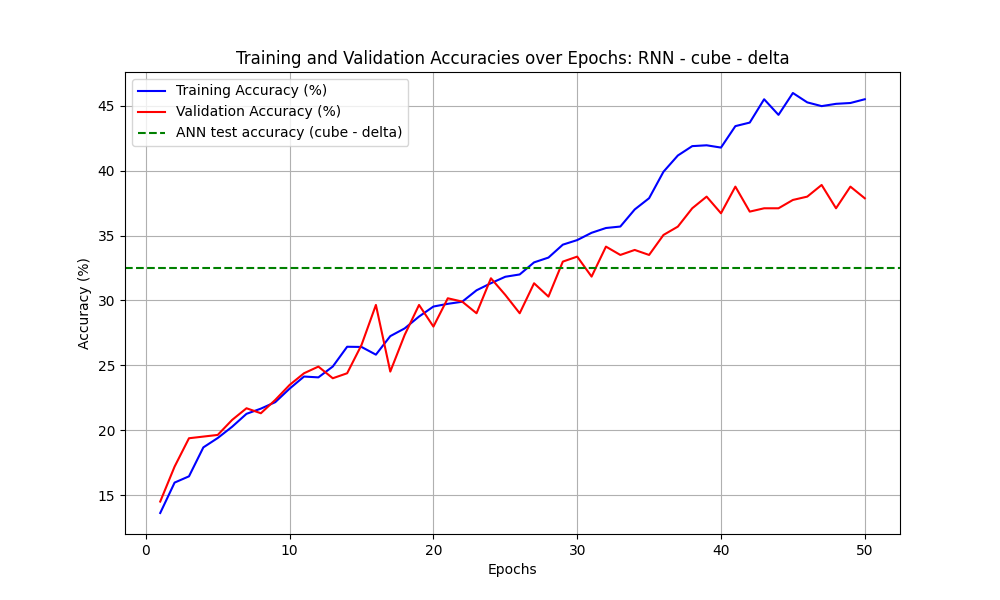 Training and Validation Accuracies over Epochs: RNN - cube - delta
Training Accuracy (%)
Validation Accuracy (%)
ANN test accuracy (cube - delta)
45
40
35
30
25
20
15
Accuracy (%)
0 10 20 30 40 50
Epochs